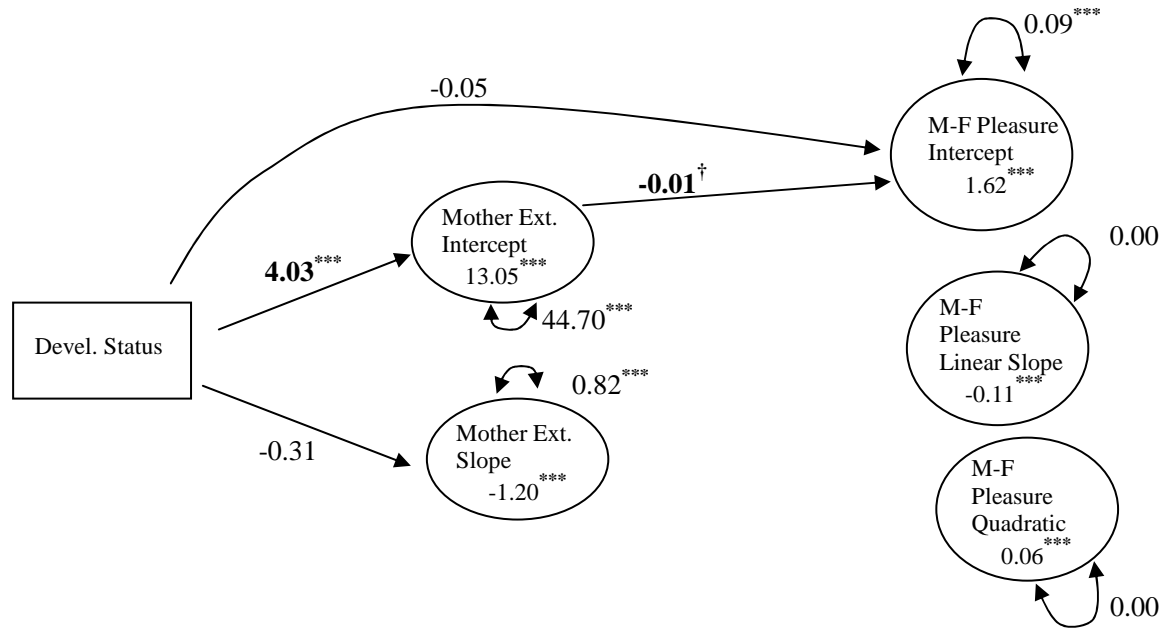 0.09***
-0.05
M-F Pleasure
Intercept
1.62***
-0.01†
Mother Ext.
Intercept
13.05***
4.03***
44.70***
0.00
M-F
Pleasure
Linear Slope
-0.11***
Devel. Status
0.82***
Mother Ext.
Slope
-1.20***
-0.31
M-F
Pleasure
Quadratic
0.06***
0.00